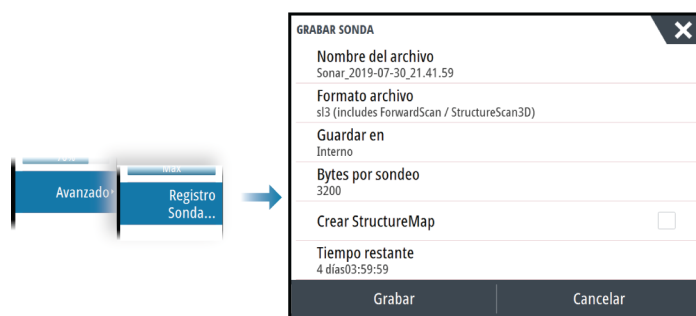 Avanzado
Max
Registro
Sonda...
GRABAR SONDA
Nombre del archivo
Sonar_2019-07-30_21.41.59
Formato archivo
sl3 (includes ForwardScan / StructureScan3D)
Guardar en
Interno
Bytes por sondeo
3200
Crear StructureMap
Tiempo restante
4 días03:59:59
Grabar
Cancelar